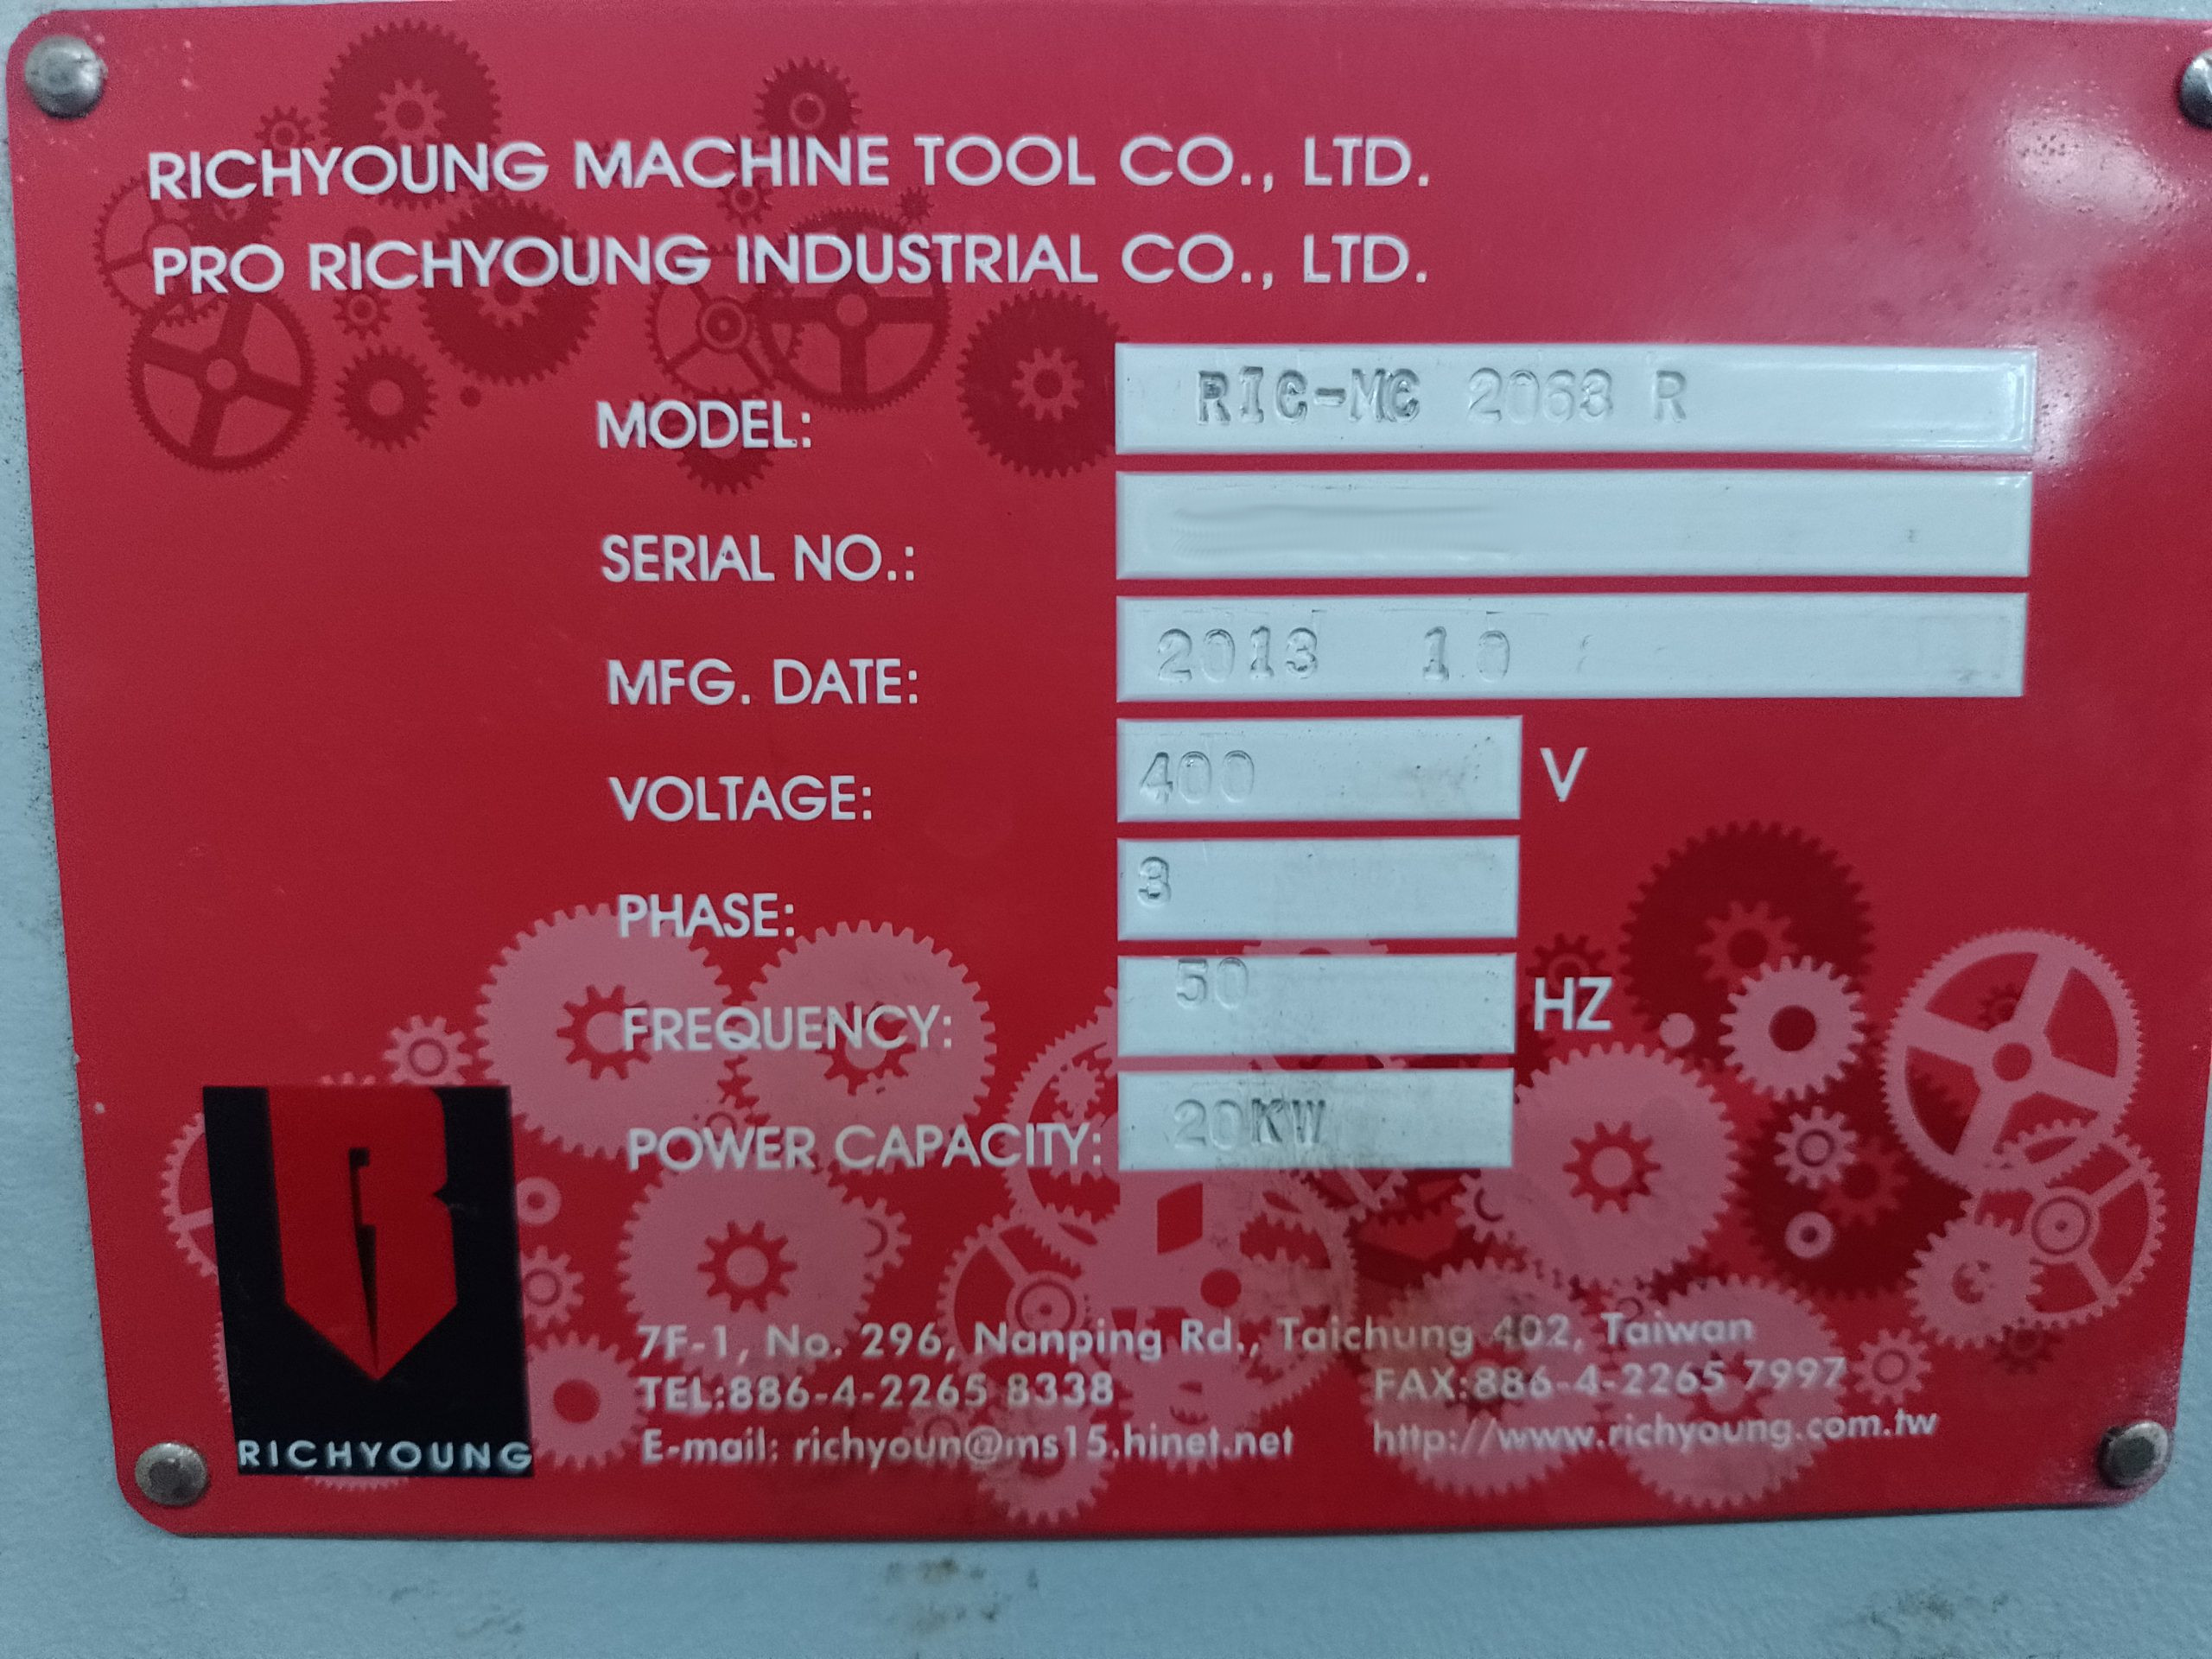 RICHYOUNG MACHINE TOOL CO., LTD.
PRO RICHYOUNG INDUSTRIAL CO., LTD.
MODEL: RIC-MC 2063 R
SERIAL NO.:
MFG. DATE: 2013 10
VOLTAGE: 400 V
PHASE: 3
FREQUENCY: 50 HZ
POWER CAPACITY: 20KW
RICHYOUNG
7F-1, No. 296, Nanping Rd., Taichung 402, Taiwan
TEL:886-4-2265 8338 FAX:886-4-2265 7997
E-mail: richyoun@ms15.hinet.net http://www.richyoung.com.tw